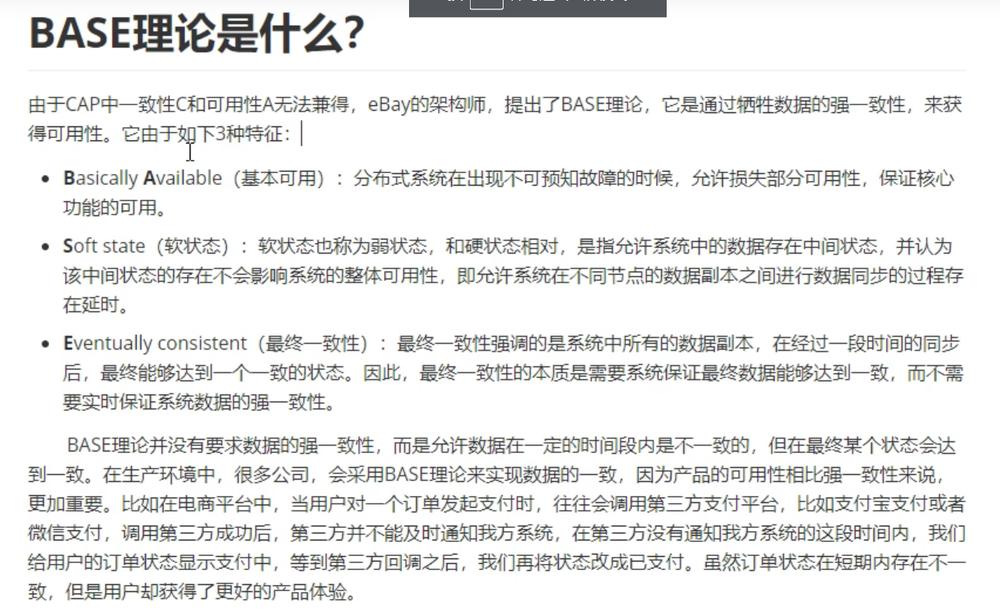 BASE理论是什么？
由于CAP中一致性C和可用性A无法兼得，eBay的架构师，提出了BASE理论，它是通过牺牲数据的强一致性，来获
得可用性。它由于如下3种特征：
Basically Available（基本可用）：分布式系统在出现不可预知故障的时候，允许损失部分可用性，保证核心
功能的可用。
Soft state（软状态）：软状态也称为弱状态，和硬状态相对，是指允许系统中的数据存在中间状态，并认为
该中间状态的存在不会影响系统的整体可用性，即允许系统在不同节点的数据副本之间进行数据同步的过程存
在延时。
Eventually consistent（最终一致性）：最终一致性强调的是系统中所有的数据副本，在经过一段时间的同步
后，最终能够达到一个一致的状态。因此，最终一致性的本质是需要系统保证最终数据能够达到一致，而不需
要实时保证系统数据的强一致性。
BASE理论并没有要求数据的强一致性，而是允许数据在一定的时间段内是不一致的，但在最终某个状态会达
到一致。在生产环境中，很多公司，会采用BASE理论来实现数据的一致，因为产品的可用性相比强一致性来说，
更加重要。比如在电商平台中，当用户对一个订单发起支付时，往往会调用第三方支付平台，比如支付宝支付或者
微信支付，调用第三方成功后，第三方并不能及时通知我方系统，在第三方没有通知我方系统的这段时间内，我们
给用户的订单状态显示支付中，等到第三方回调之后，我们再将状态改成已支付。虽然订单状态在短期内存在不一
致，但是用户却获得了更好的产品体验。